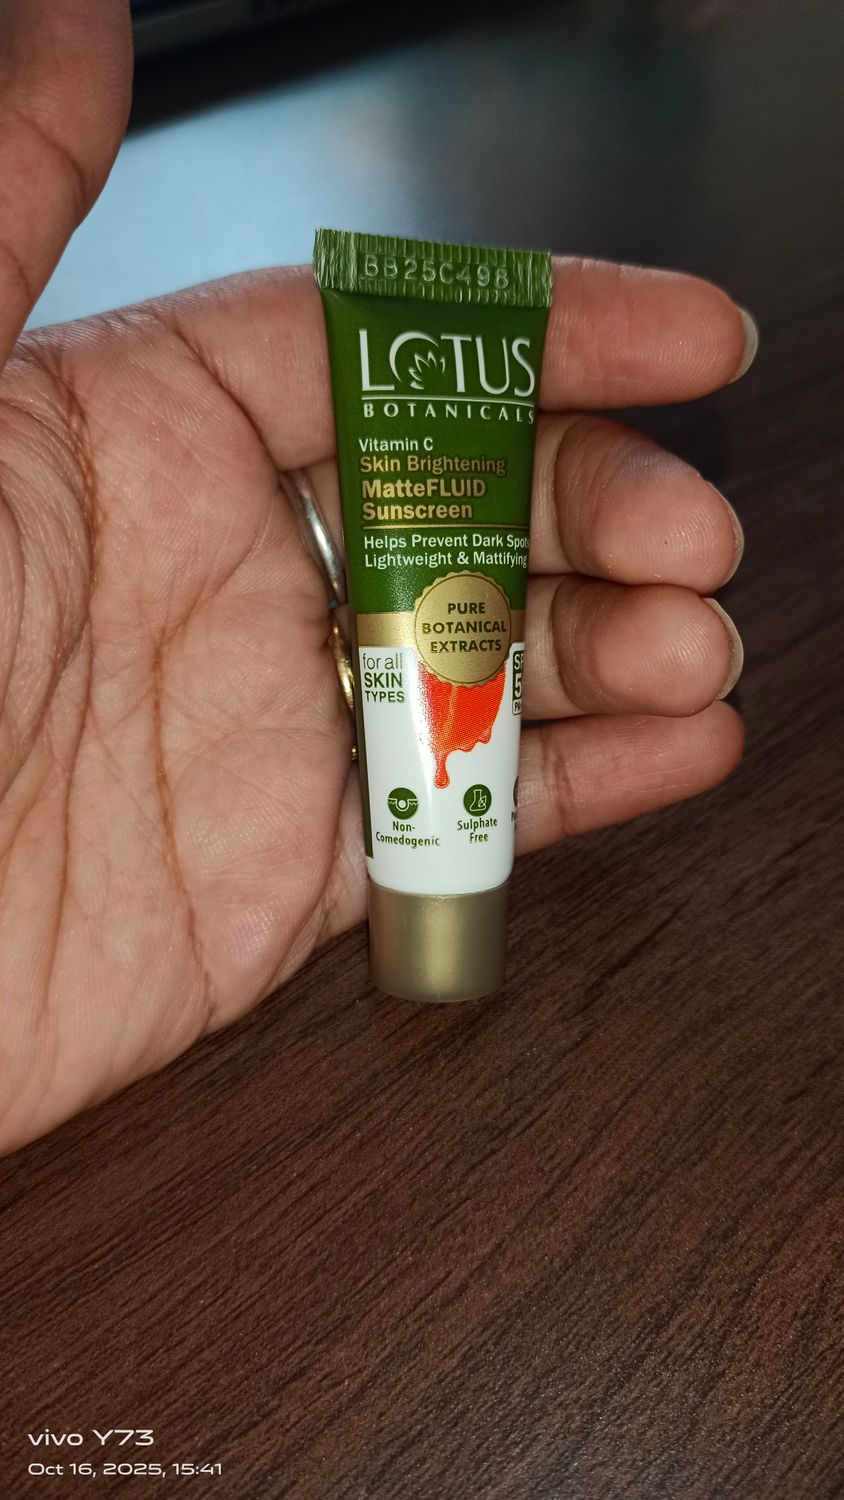 BB25C498
LOTUS
BOTANICALS
Vitamin C
Skin Brightening
MatteFLUID
Sunscreen
Helps Prevent Dark Spots
Lightweight & Mattifying
PURE
BOTANICAL
EXTRACTS
for all
SKIN
TYPES
Non-
Comedogenic
Sulphate
Free
vivo Y73
Oct 16, 2025, 15:41